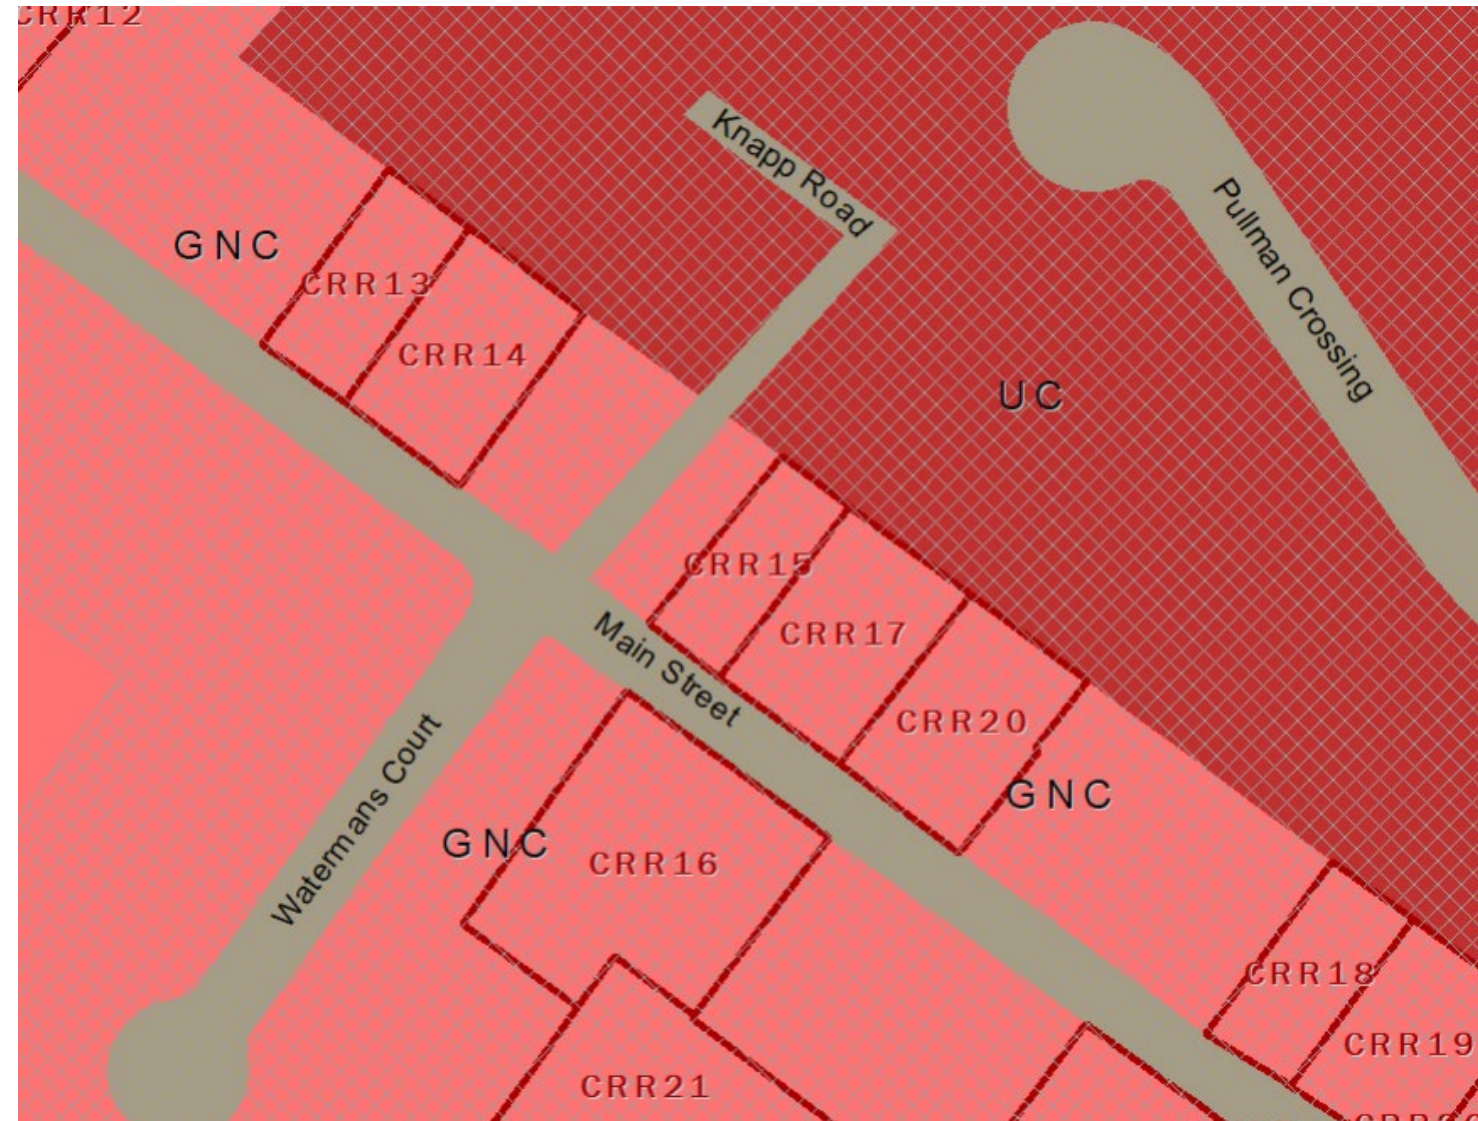 CRR12
Knapp Road
Pullman Crossing
GNC
CRR13
CRR14
UC
CRR15
CRR17
Main Street
CRR20
GNC
Watermans Court
GNC
CRR16
CRR18
CRR19
CRR21